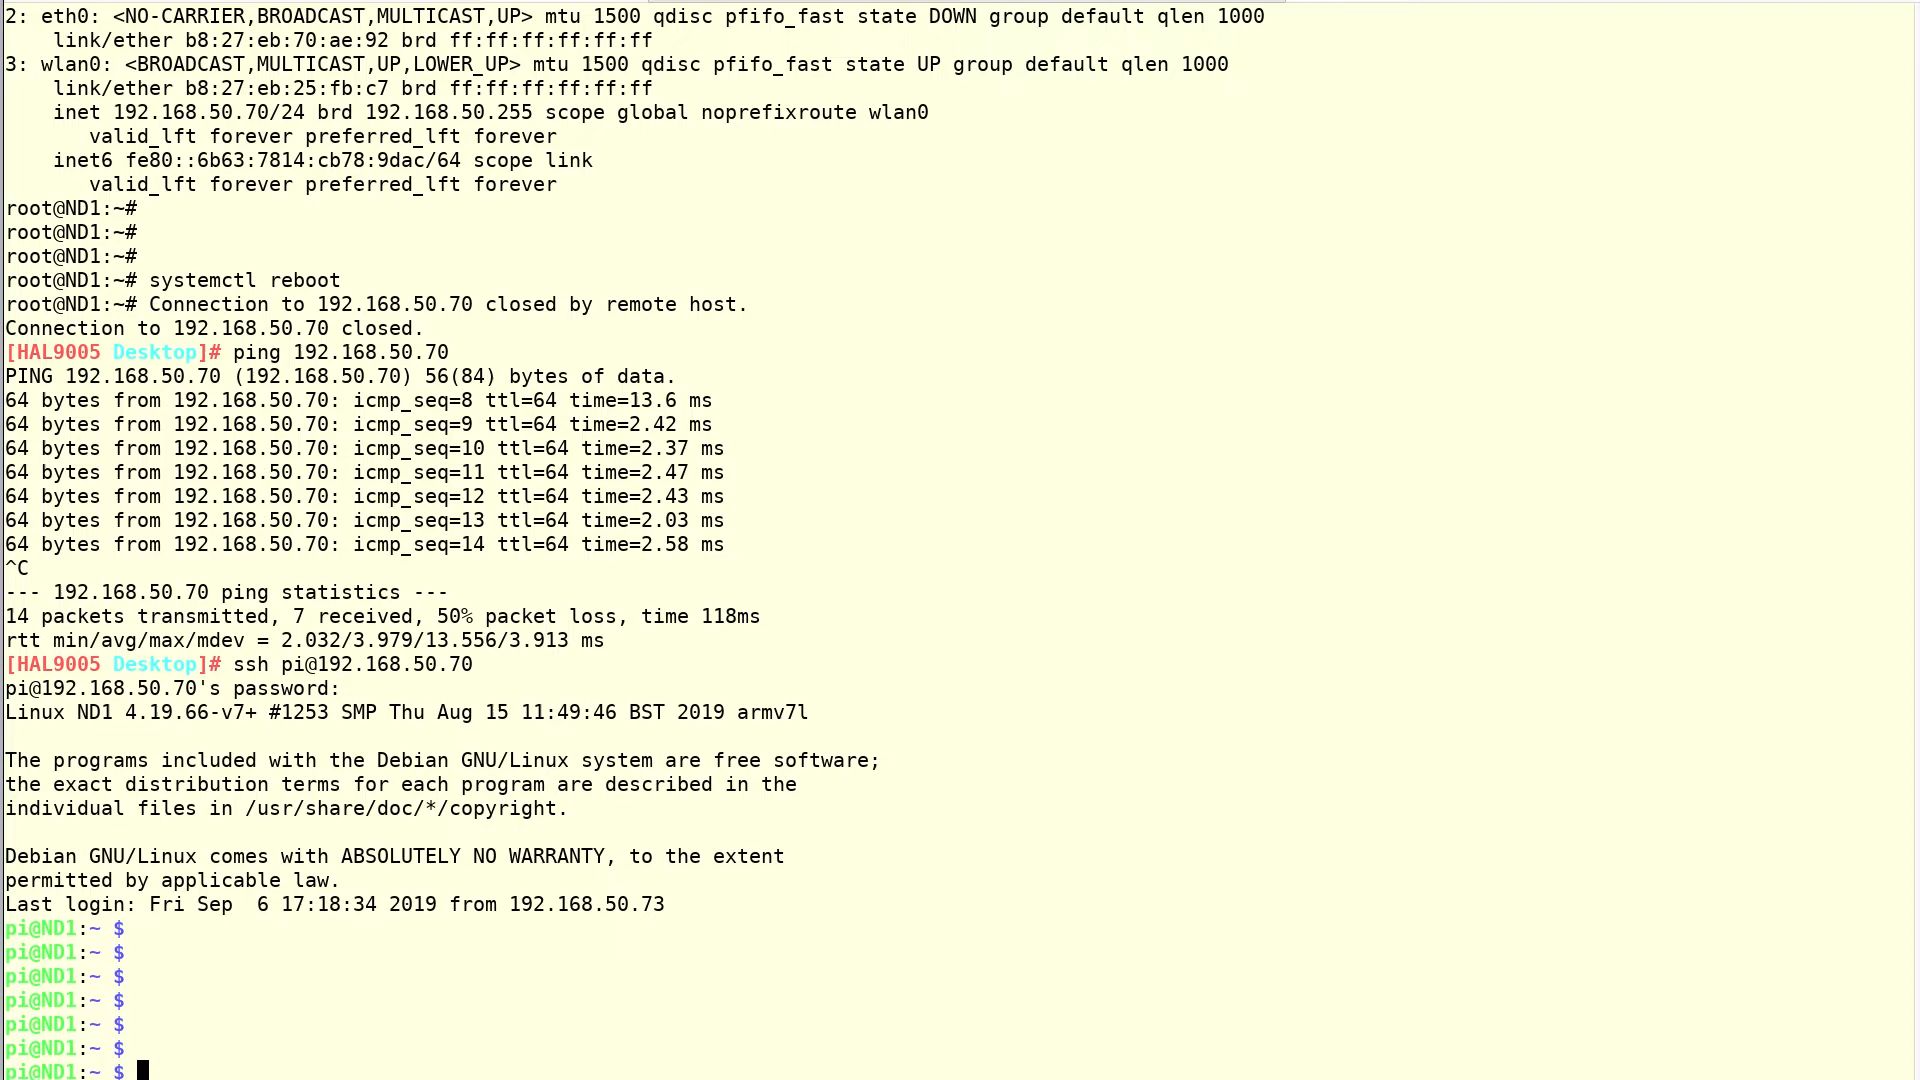 2: eth0: <NO-CARRIER,BROADCAST,MULTICAST,UP> mtu 1500 qdisc pfifo_fast state DOWN group default qlen 1000
    link/ether b8:27:eb:70:ae:92 brd ff:ff:ff:ff:ff:ff
3: wlan0: <BROADCAST,MULTICAST,UP,LOWER_UP> mtu 1500 qdisc pfifo_fast state UP group default qlen 1000
    link/ether b8:27:eb:25:fb:c7 brd ff:ff:ff:ff:ff:ff
    inet 192.168.50.70/24 brd 192.168.50.255 scope global noprefixroute wlan0
       valid_lft forever preferred_lft forever
    inet6 fe80::6b63:7814:cb78:9dac/64 scope link
       valid_lft forever preferred_lft forever
root@ND1:~#
root@ND1:~#
root@ND1:~#
root@ND1:~# systemctl reboot
root@ND1:~# Connection to 192.168.50.70 closed by remote host.
Connection to 192.168.50.70 closed.
[HAL9005 Desktop]# ping 192.168.50.70
PING 192.168.50.70 (192.168.50.70) 56(84) bytes of data.
64 bytes from 192.168.50.70: icmp_seq=8 ttl=64 time=13.6 ms
64 bytes from 192.168.50.70: icmp_seq=9 ttl=64 time=2.42 ms
64 bytes from 192.168.50.70: icmp_seq=10 ttl=64 time=2.37 ms
64 bytes from 192.168.50.70: icmp_seq=11 ttl=64 time=2.47 ms
64 bytes from 192.168.50.70: icmp_seq=12 ttl=64 time=2.43 ms
64 bytes from 192.168.50.70: icmp_seq=13 ttl=64 time=2.03 ms
64 bytes from 192.168.50.70: icmp_seq=14 ttl=64 time=2.58 ms
^C
--- 192.168.50.70 ping statistics ---
14 packets transmitted, 7 received, 50% packet loss, time 118ms
rtt min/avg/max/mdev = 2.032/3.979/13.556/3.913 ms
[HAL9005 Desktop]# ssh pi@192.168.50.70
pi@192.168.50.70's password:
Linux ND1 4.19.66-v7+ #1253 SMP Thu Aug 15 11:49:46 BST 2019 armv7l

The programs included with the Debian GNU/Linux system are free software;
the exact distribution terms for each program are described in the
individual files in /usr/share/doc/*/copyright.

Debian GNU/Linux comes with ABSOLUTELY NO WARRANTY, to the extent
permitted by applicable law.
Last login: Fri Sep  6 17:18:34 2019 from 192.168.50.73
pi@ND1:~ $
pi@ND1:~ $
pi@ND1:~ $
pi@ND1:~ $
pi@ND1:~ $
pi@ND1:~ $
pi@ND1:~ $